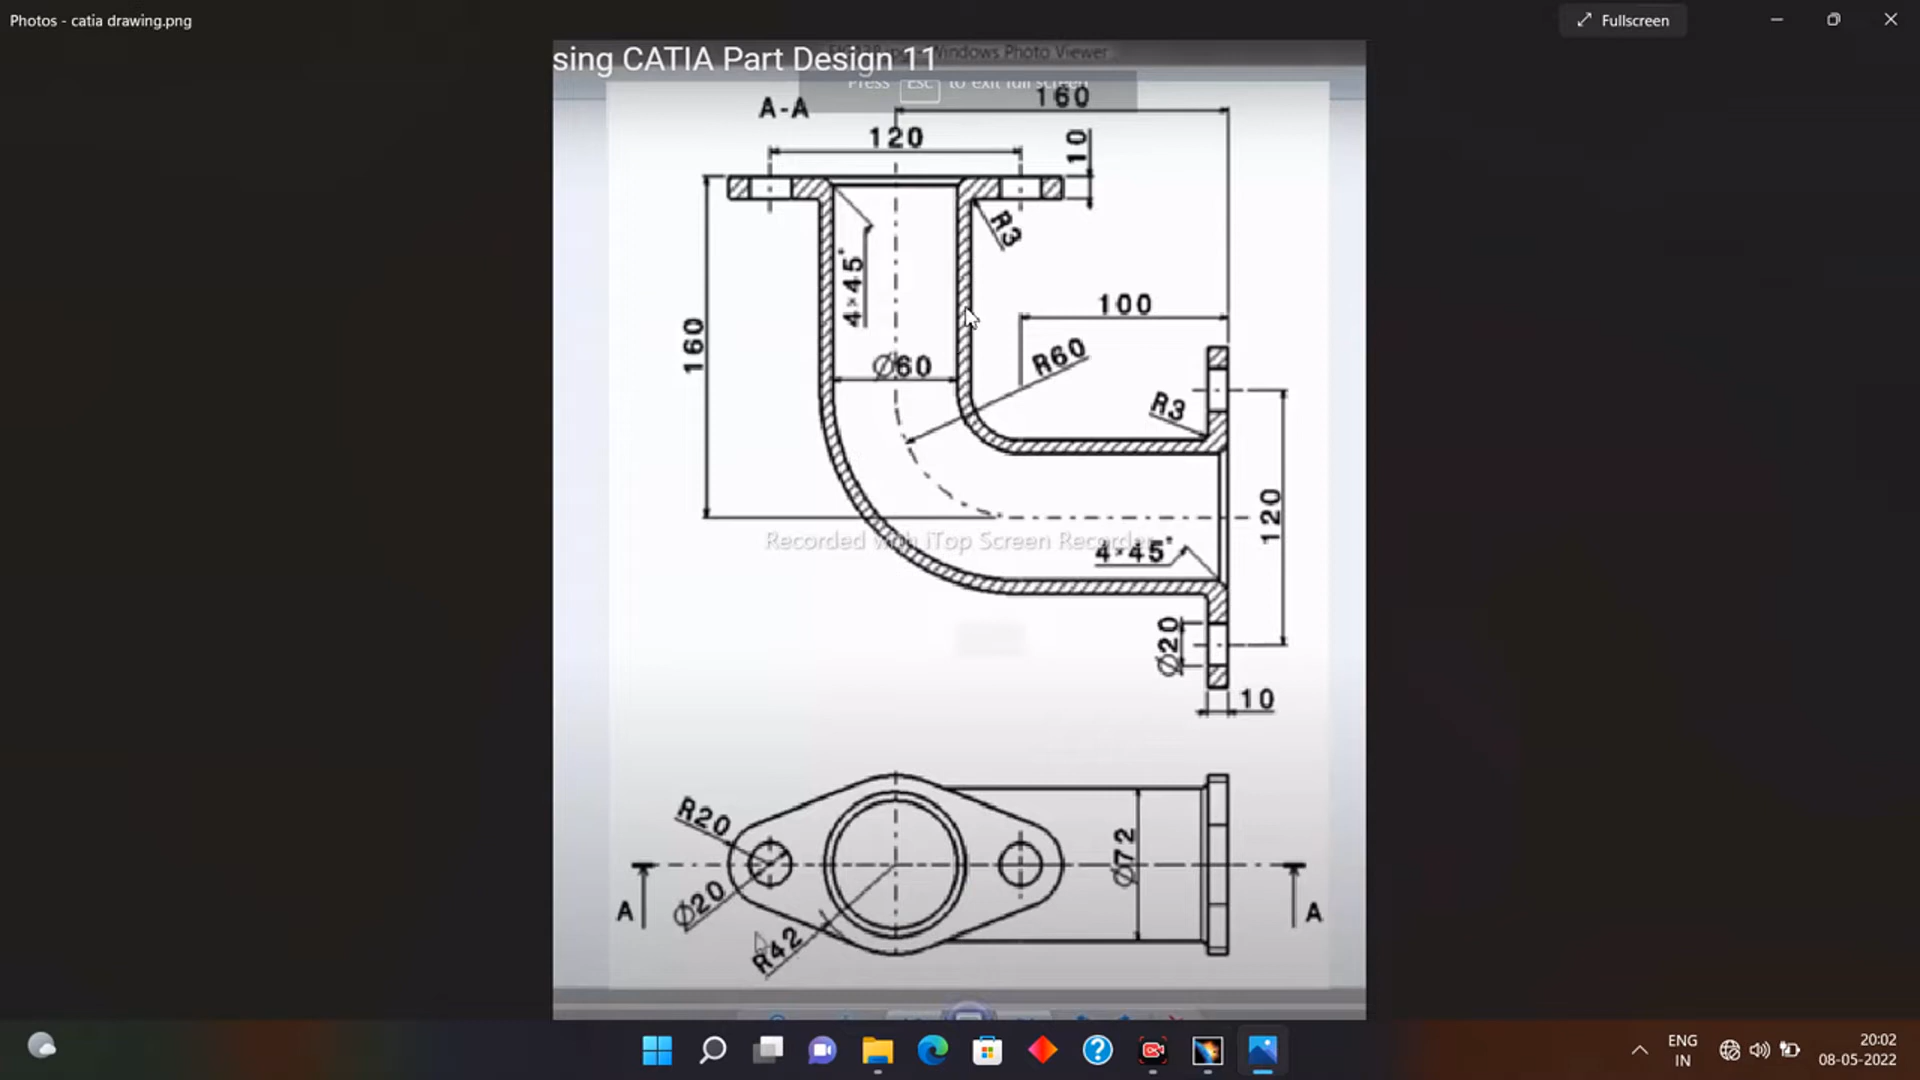 Photos - catia drawing.png
Fullscreen
sing CATIA Part Design 11
Windows Photo Viewer
Press Esc to exit full screen
A-A
160
120
10
R3
4×45°
100
160
R60
Ø60
R3
120
Recorded with iTop Screen Recorder
4×45°
Ø20
10
R20
Ø72
A
Ø20
A
R42
ENG
IN
20:02
08-05-2022